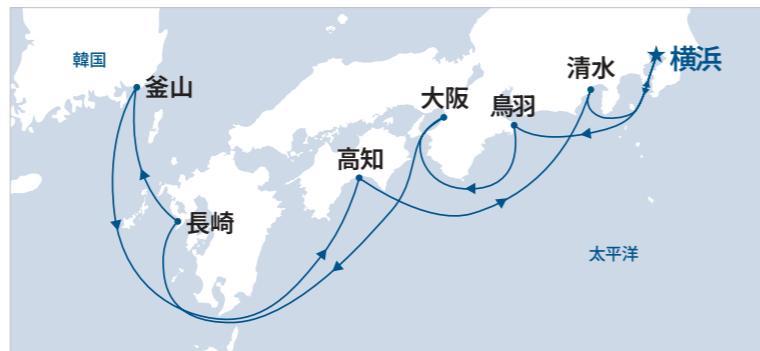 韓国
釜山
大阪
鳥羽
清水
横浜
高知
長崎
太平洋